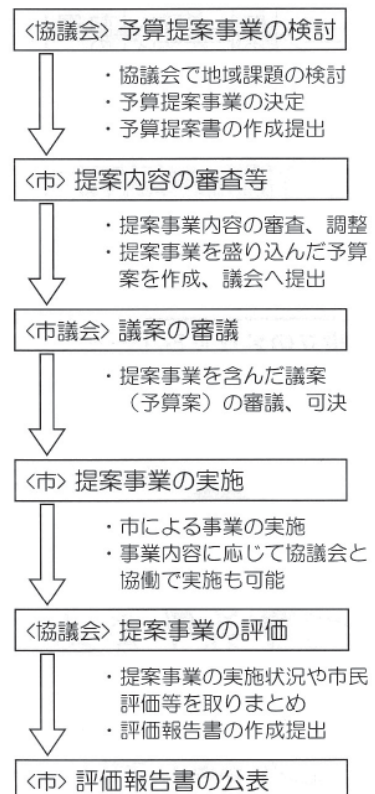 <協議会> 予算提案事業の検討
・協議会で地域課題の検討
・予算提案事業の決定
・予算提案書の作成提出
<市> 提案内容の審査等
・提案事業内容の審査、調整
・提案事業を盛り込んだ予算
案を作成、議会へ提出
<市議会> 議案の審議
・提案事業を含んだ議案
（予算案）の審議、可決
<市> 提案事業の実施
・市による事業の実施
・事業内容に応じて協議会と
協働で実施も可能
<協議会> 提案事業の評価
・提案事業の実施状況や市民
評価等を取りまとめ
・評価報告書の作成提出
<市> 評価報告書の公表